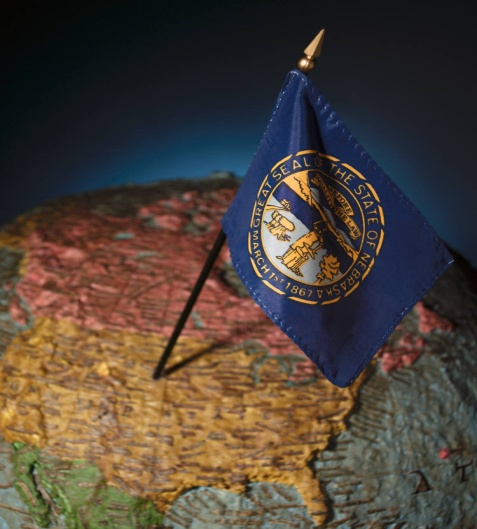 GREAT SEAL OF THE STATE OF NEBRASKA
MARCH 1ST 1867
A T